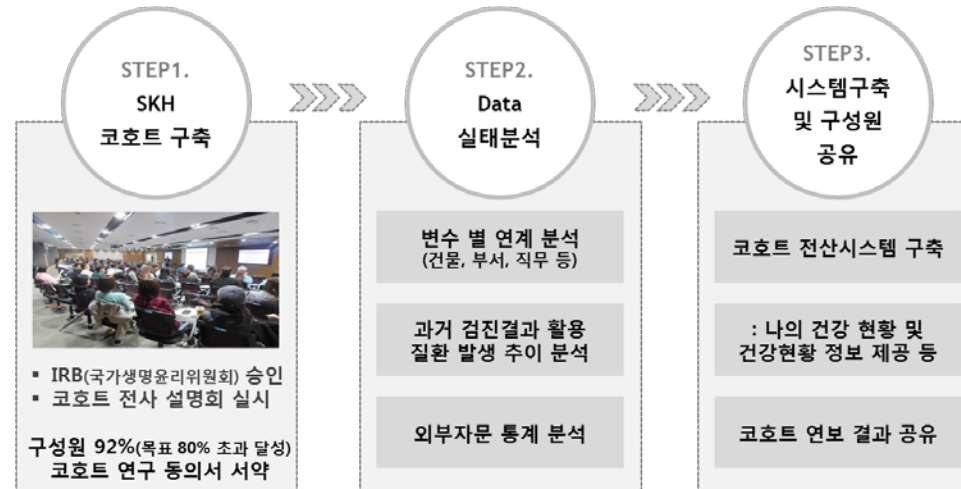 STEP1.
SKH
코호트 구축
▪ IRB(국가생명윤리위원회) 승인
▪ 코호트 전사 설명회 실시
구성원 92%(목표 80% 초과 달성)
코호트 연구 동의서 서약
STEP2.
Data
실태분석
변수 별 연계 분석
(건물, 부서, 직무 등)
과거 검진결과 활용
질환 발생 추이 분석
외부자문 통계 분석
STEP3.
시스템구축
및 구성원
공유
코호트 전산시스템 구축
: 나의 건강 현황 및
건강현황 정보 제공 등
코호트 연보 결과 공유